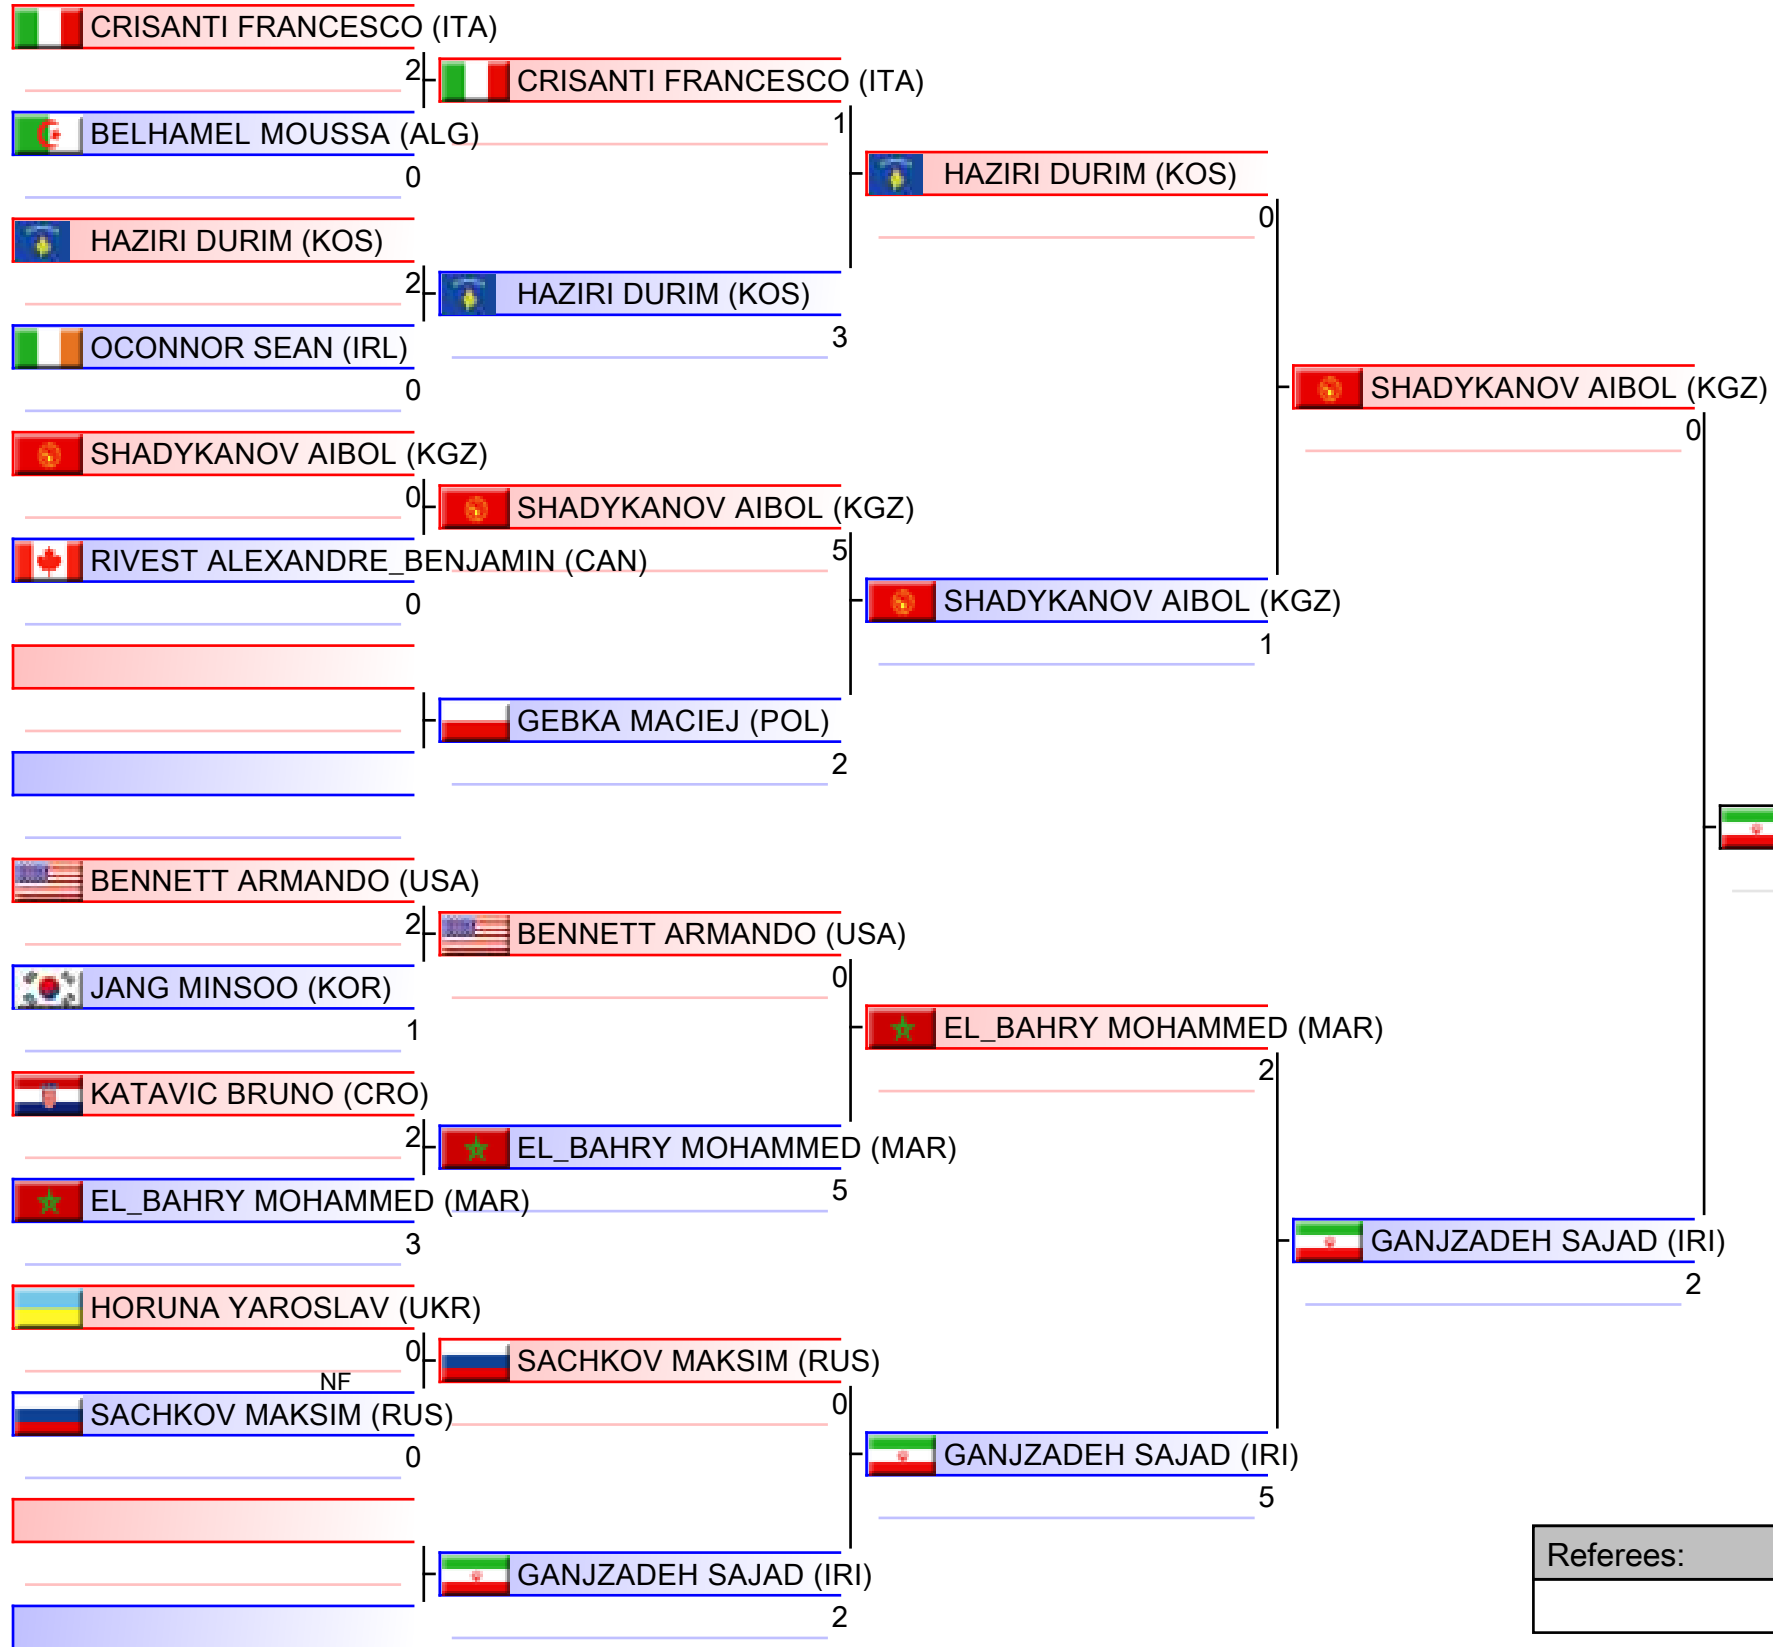 CRISANTI FRANCESCO (ITA)
2
CRISANTI FRANCESCO (ITA)
1
BELHAMEL MOUSSA (ALG)
0
HAZIRI DURIM (KOS)
0
HAZIRI DURIM (KOS)
2
HAZIRI DURIM (KOS)
3
OCONNOR SEAN (IRL)
0
SHADYKANOV AIBOL (KGZ)
0
SHADYKANOV AIBOL (KGZ)
0
SHADYKANOV AIBOL (KGZ)
5
RIVEST ALEXANDRE_BENJAMIN (CAN)
0
SHADYKANOV AIBOL (KGZ)
1
GEBKA MACIEJ (POL)
2
BENNETT ARMANDO (USA)
2
BENNETT ARMANDO (USA)
0
JANG MINSOO (KOR)
1
EL_BAHRY MOHAMMED (MAR)
2
KATAVIC BRUNO (CRO)
2
EL_BAHRY MOHAMMED (MAR)
5
EL_BAHRY MOHAMMED (MAR)
3
GANJZADEH SAJAD (IRI)
2
HORUNA YAROSLAV (UKR)
0
SACHKOV MAKSIM (RUS)
0
NF
SACHKOV MAKSIM (RUS)
0
GANJZADEH SAJAD (IRI)
5
GANJZADEH SAJAD (IRI)
2
Referees: